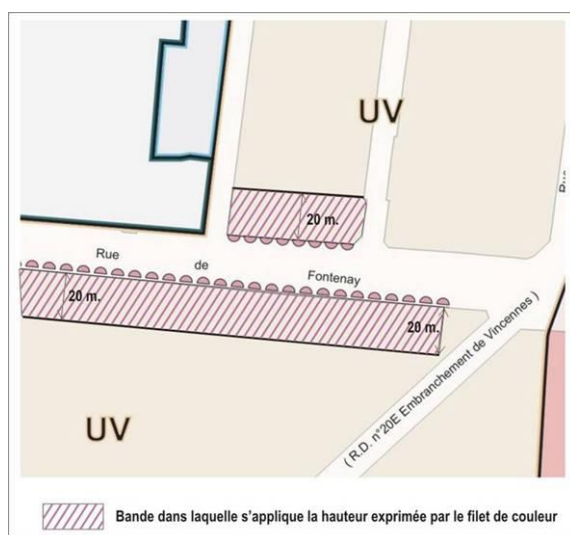 UV
20 m.
Rue de Fontenay
20 m.
20 m.
Rue
( R.D. n°20E Embranchement de Vincennes )
UV
Bande dans laquelle s'applique la hauteur exprimée par le filet de couleur